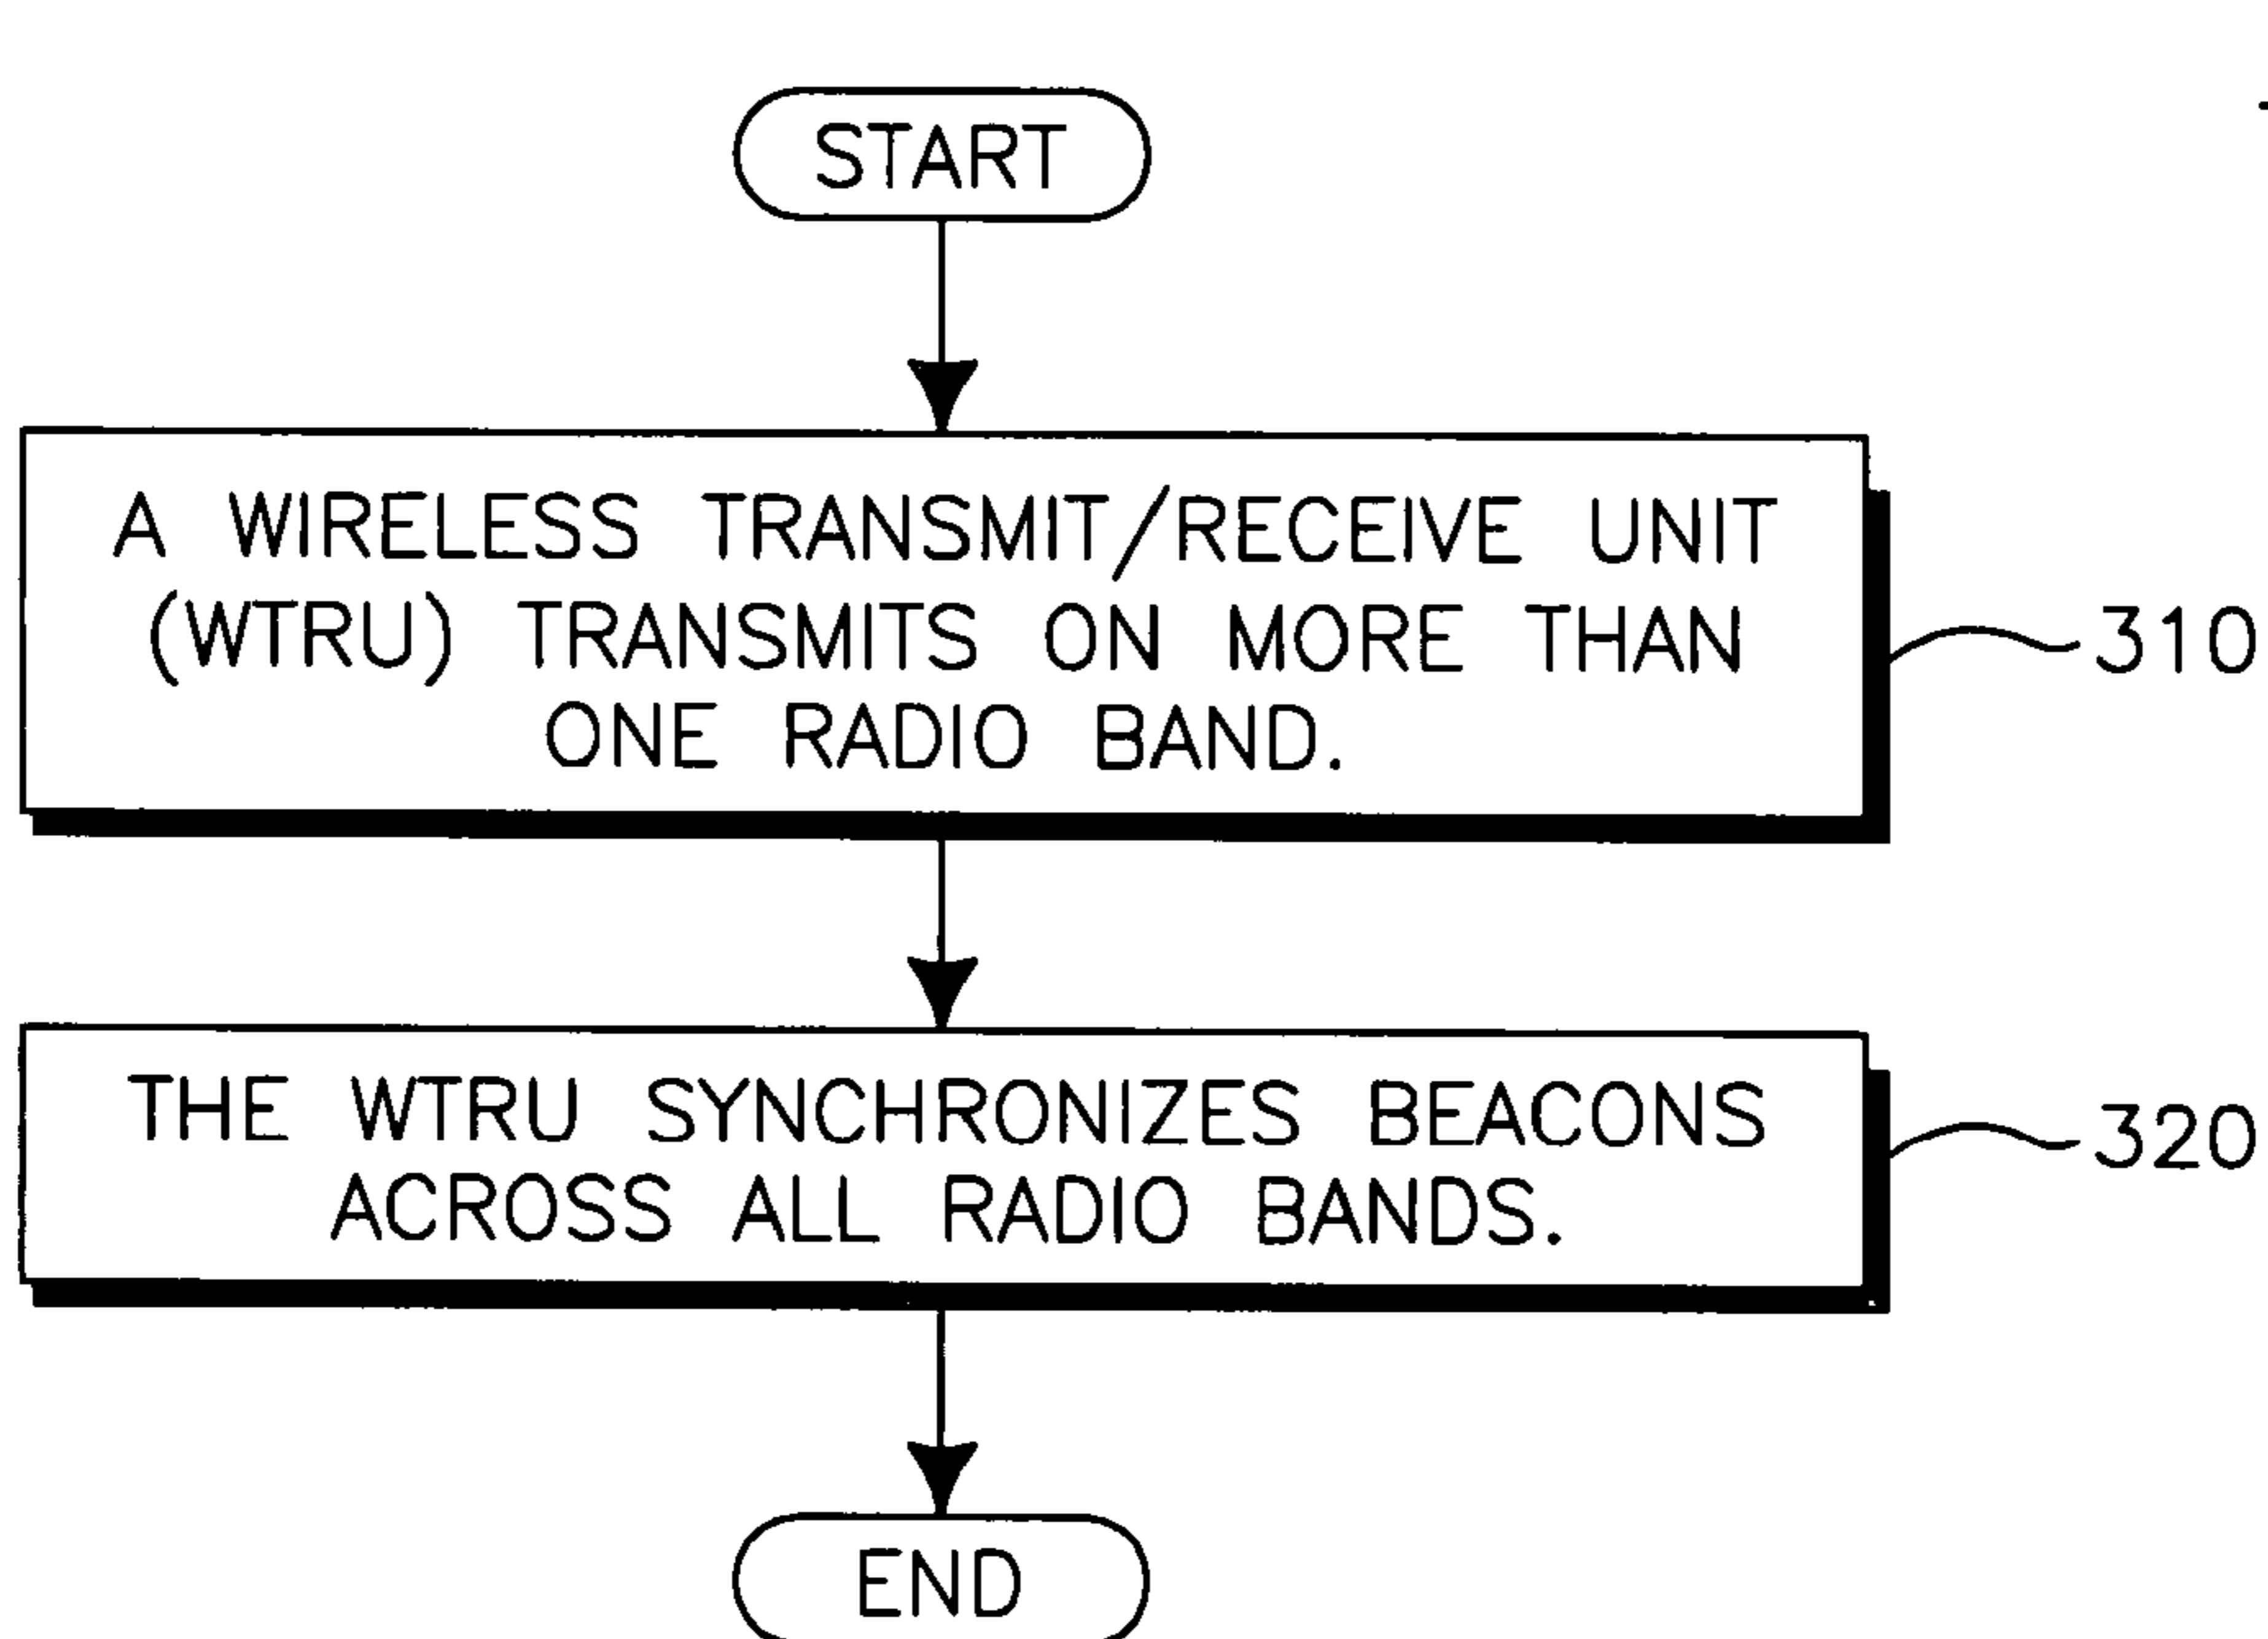 START
A WIRELESS TRANSMIT/RECEIVE UNIT
(WTRU) TRANSMITS ON MORE THAN
ONE RADIO BAND.
310
THE WTRU SYNCHRONIZES BEACONS
ACROSS ALL RADIO BANDS.
320
END